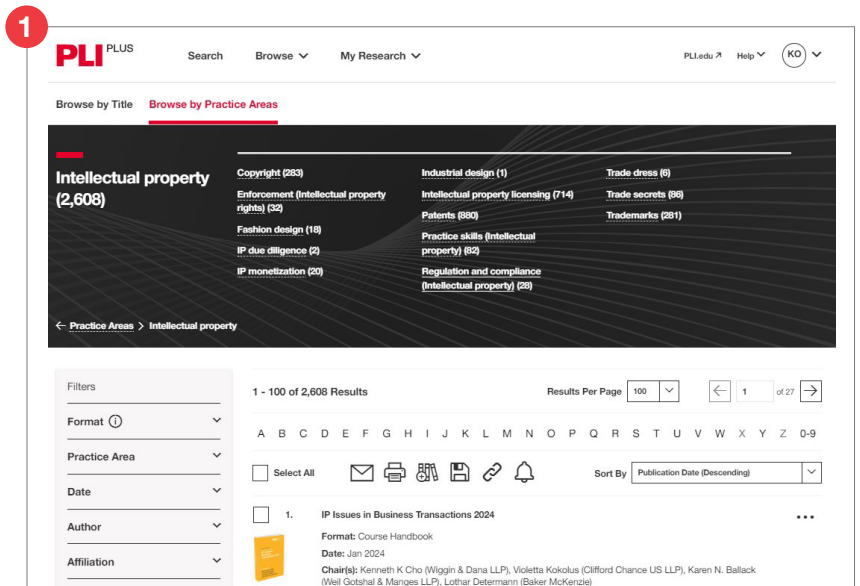 1
PLI PLUS
Search
Browse
My Research
PLI.edu
Help
KO
Browse by Title
Browse by Practice Areas
Intellectual property
(2,608)
Copyright (283)
Enforcement (Intellectual property
rights) (32)
Fashion design (18)
IP due diligence (2)
IP monetization (20)
Industrial design (1)
Intellectual property licensing (714)
Patents (880)
Practice skills (Intellectual
property) (82)
Regulation and compliance
(Intellectual property) (28)
Trade dress (6)
Trade secrets (86)
Trademarks (281)
← Practice Areas > Intellectual property
Filters
Format
Practice Area
Date
Author
Affiliation
1 - 100 of 2,608 Results
Results Per Page 100
← 1 of 27 →
A B C D E F G H I J K L M N O P Q R S T U V W X Y Z 0-9
Select All
Sort By Publication Date (Descending)
1. IP Issues in Business Transactions 2024
Format: Course Handbook
Date: Jan 2024
Chair(s): Kenneth K Cho (Wiggin & Dana LLP), Violetta Kokolus (Clifford Chance US LLP), Karen N. Ballack
(Weil Gotshal & Manges LLP), Lothar Determann (Baker McKenzie)